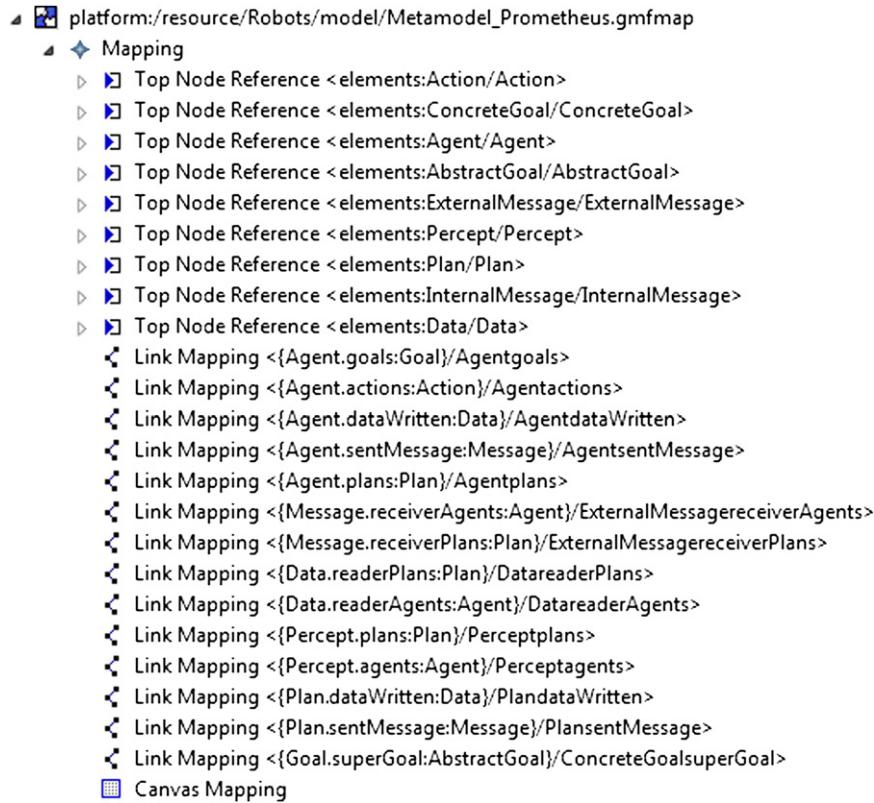 platform:/resource/Robots/model/Metamodel_Prometheus.gmfmap
Mapping
Top Node Reference <elements:Action/Action>
Top Node Reference <elements:ConcreteGoal/ConcreteGoal>
Top Node Reference <elements:Agent/Agent>
Top Node Reference <elements:AbstractGoal/AbstractGoal>
Top Node Reference <elements:ExternalMessage/ExternalMessage>
Top Node Reference <elements:Percept/Percept>
Top Node Reference <elements:Plan/Plan>
Top Node Reference <elements:InternalMessage/InternalMessage>
Top Node Reference <elements:Data/Data>
Link Mapping <{Agent.goals:Goal}/Agentgoals>
Link Mapping <{Agent.actions:Action}/Agentactions>
Link Mapping <{Agent.dataWritten:Data}/AgentdataWritten>
Link Mapping <{Agent.sentMessage:Message}/AgentsentMessage>
Link Mapping <{Agent.plans:Plan}/Agentplans>
Link Mapping <{Message.receiverAgents:Agent}/ExternalMessagereceiverAgents>
Link Mapping <{Message.receiverPlans:Plan}/ExternalMessagereceiverPlans>
Link Mapping <{Data.readerPlans:Plan}/DatareaderPlans>
Link Mapping <{Data.readerAgents:Agent}/DatareaderAgents>
Link Mapping <{Percept.plans:Plan}/Perceptplans>
Link Mapping <{Percept.agents:Agent}/Perceptagents>
Link Mapping <{Plan.dataWritten:Data}/PlandataWritten>
Link Mapping <{Plan.sentMessage:Message}/PlansentMessage>
Link Mapping <{Goal.superGoal:AbstractGoal}/ConcreteGoalsuperGoal>
Canvas Mapping